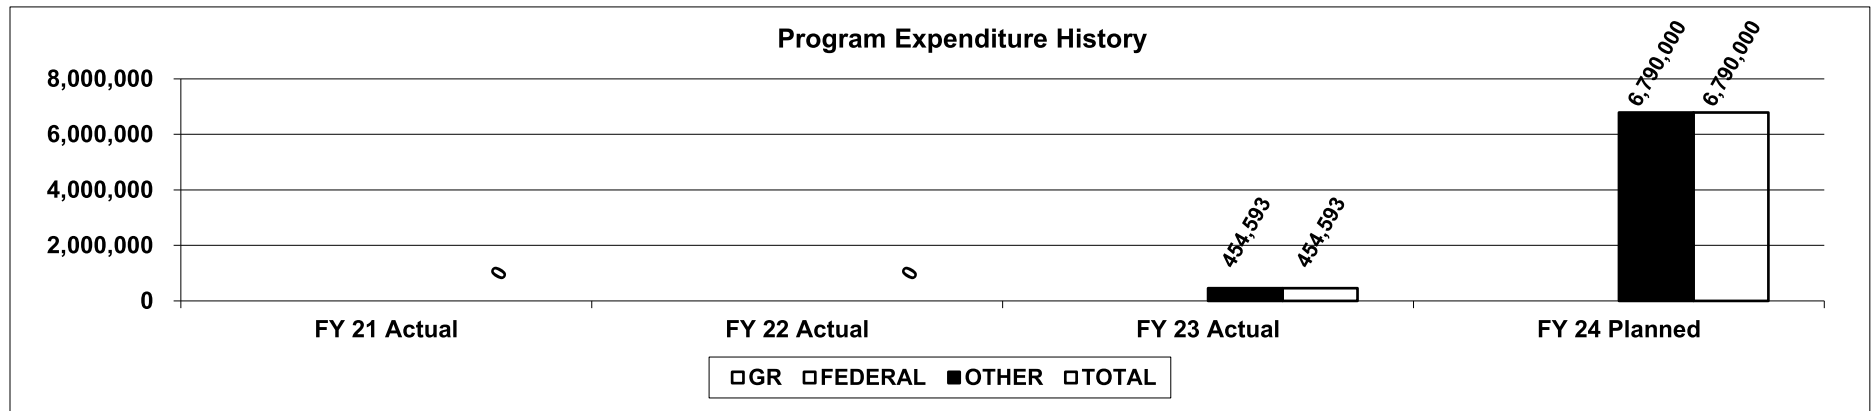 Program Expenditure History
8,000,000
6,000,000
4,000,000
2,000,000
0
0
0
454,593
454,593
6,790,000
6,790,000
FY 21 Actual
FY 22 Actual
FY 23 Actual
FY 24 Planned
GR FEDERAL OTHER TOTAL